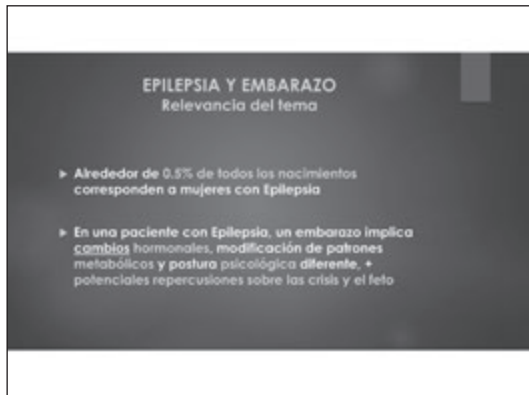 EPILEPSIA Y EMBARAZO
Relevancia del tema
Alrededor de 0.5% de todos los nacimientos
corresponden a mujeres con Epilepsia
En una paciente con Epilepsia, un embarazo implica
cambios hormonales, modificación de patrones
metabólicos y postura psicológica diferente, +
potenciales repercusiones sobre las crisis y el feto